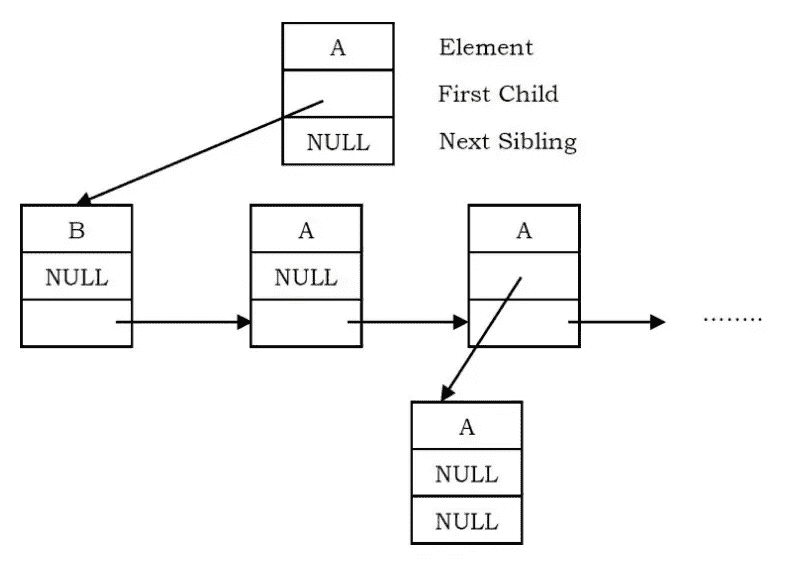 A Element
First Child
NULL Next Sibling
B A A
NULL NULL
........
A
NULL
NULL